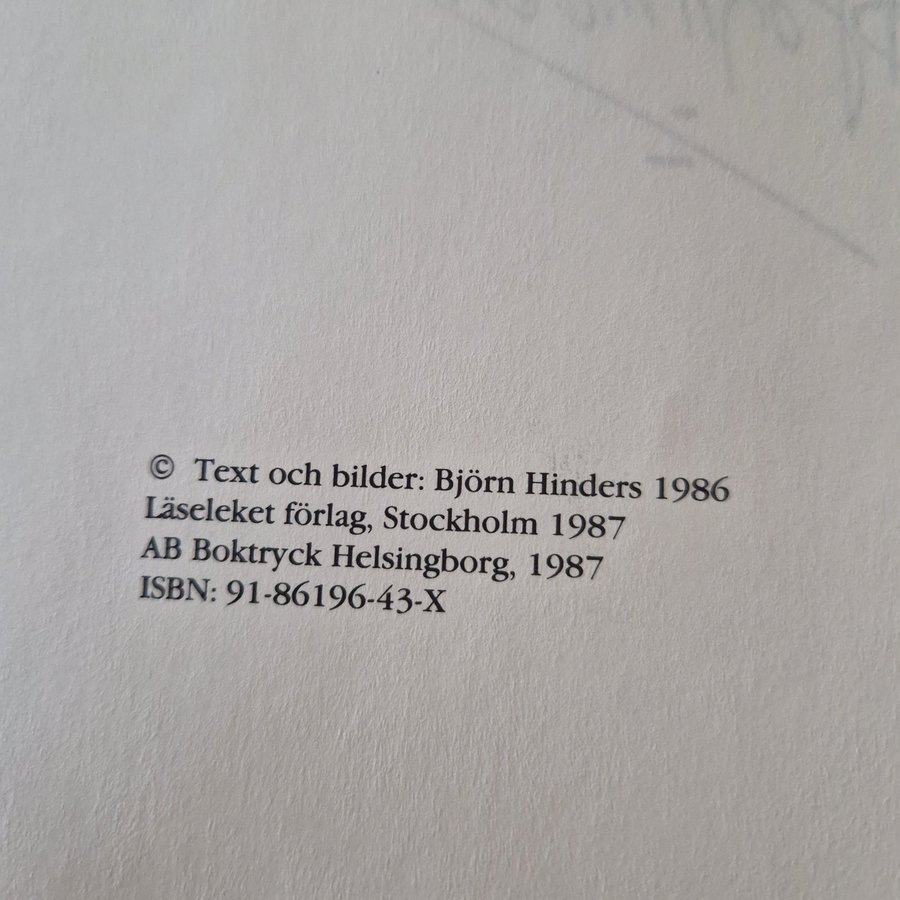 © Text och bilder: Björn Hinders 1986
Läseleket förlag, Stockholm 1987
AB Boktryck Helsingborg, 1987
ISBN: 91-86196-43-X